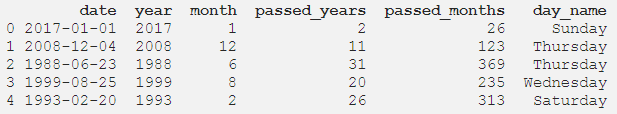 date year month passed_years passed_months day_name
0 2017-01-01 2017 1 2 26 Sunday
1 2008-12-04 2008 12 11 123 Thursday
2 1988-06-23 1988 6 31 369 Thursday
3 1999-08-25 1999 8 20 235 Wednesday
4 1993-02-20 1993 2 26 313 Saturday